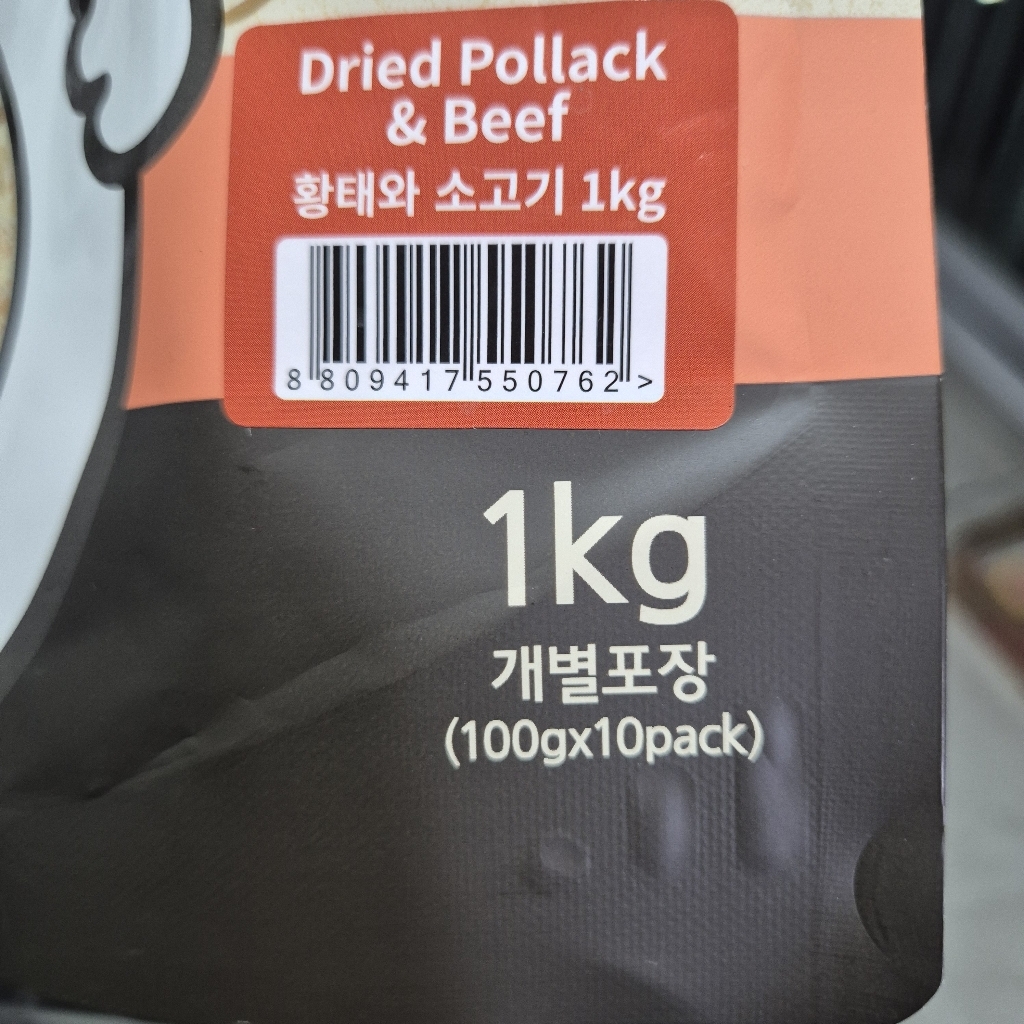 Dried Pollack
& Beef
황태와 소고기 1kg
8 809417 550762 >
1kg
개별포장
(100gx10pack)